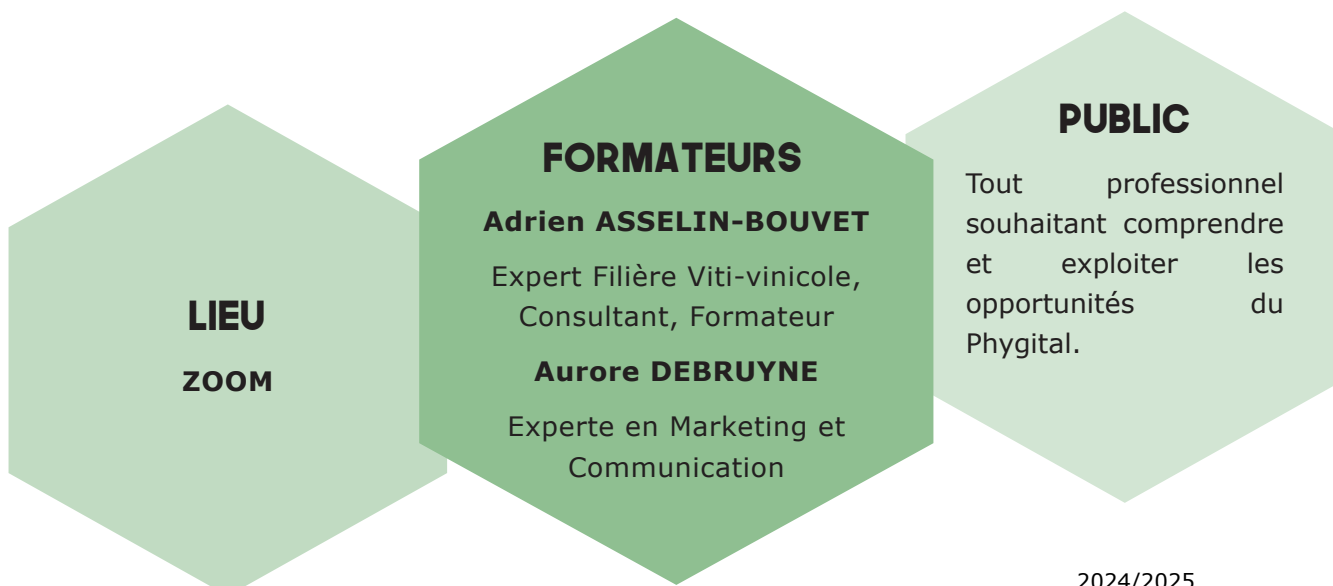 LIEU
ZOOM
FORMATEURS
Adrien ASSELIN-BOUVET
Expert Filière Viti-vinicole,
Consultant, Formateur
Aurore DEBRUYNE
Experte en Marketing et
Communication
PUBLIC
Tout professionnel
souhaitant comprendre
et exploiter les
opportunités du
Phygital.
2024/2025